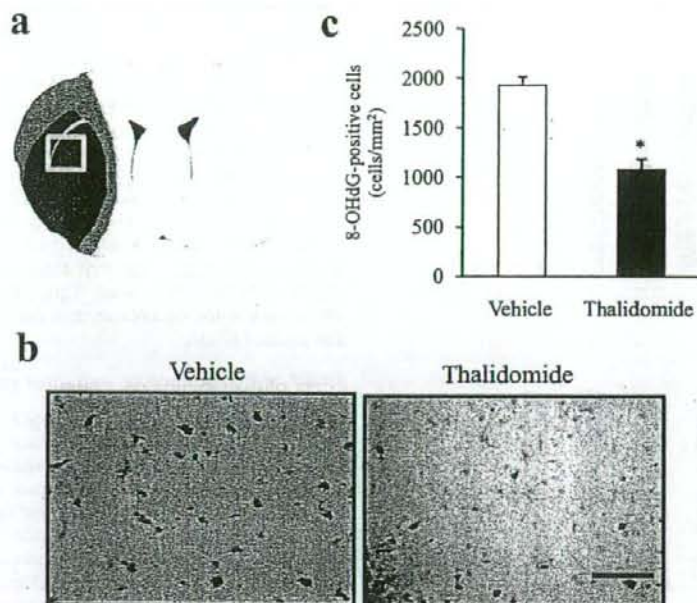 a
c
8-OHdG-positive cells
(cells/mm²)
2500
2000
1500
1000
500
0
*
Vehicle
Thalidomide
b
Vehicle
Thalidomide